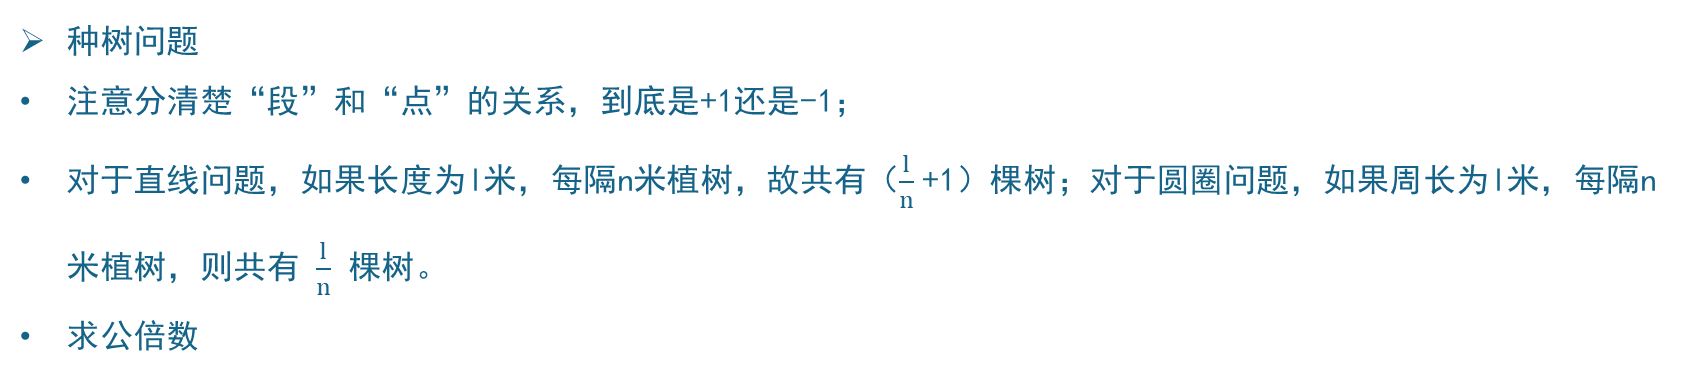 ➢ 种树问题
• 注意分清楚“段”和“点”的关系，到底是+1还是-1；
• 对于直线问题，如果长度为l米，每隔n米植树，故共有（l/n+1）棵树；对于圆圈问题，如果周长为l米，每隔n
米植树，则共有 l/n 棵树。
• 求公倍数